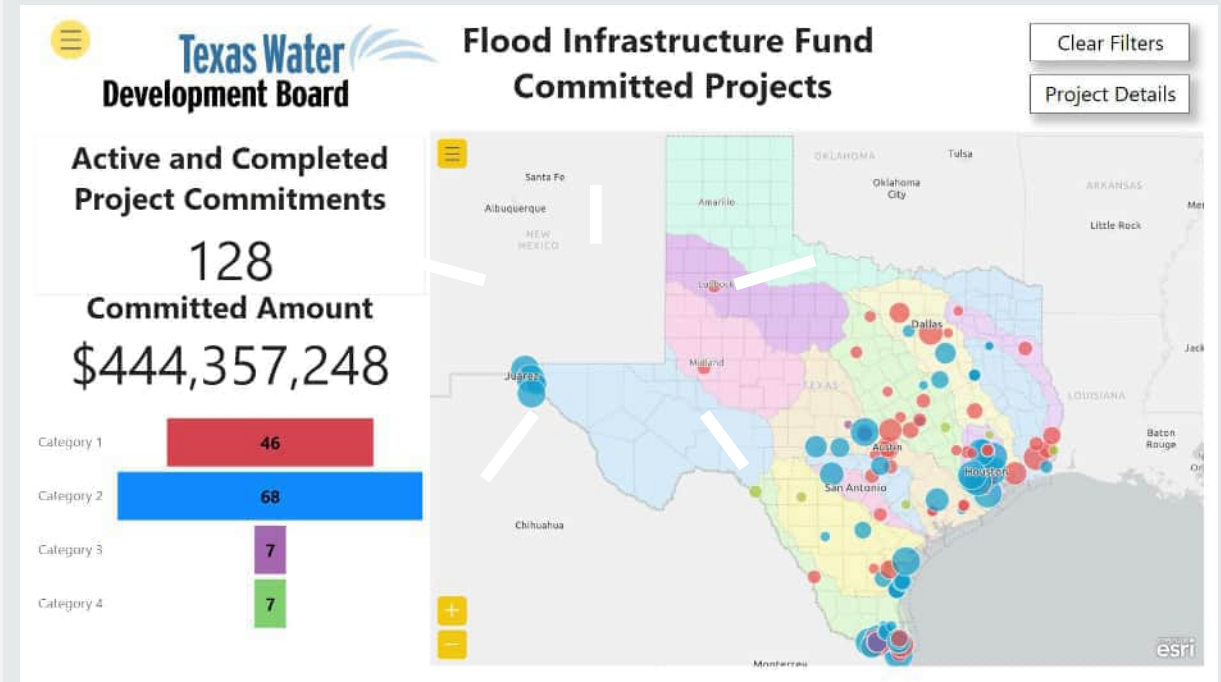 Texas Water
Development Board
Flood Infrastructure Fund
Committed Projects
Clear Filters
Project Details
Active and Completed
Project Commitments
128
Committed Amount
$444,357,248
Category 1
46
Category 2
68
Category 3
7
Category 4
7
OKLAHOMA
Tulsa
Santa Fe
Oklahoma
City
ARKANSAS
Amarillo
Albuquerque
Mer
Little Rock
NEW
MEXICO
Lubbock
Dallas
Jack
Midland
Juárez
TEXAS
LOUISIANA
Baton
Rouge
Austin
Houston
San Antonio
Chihuahua
Monterrey
esri